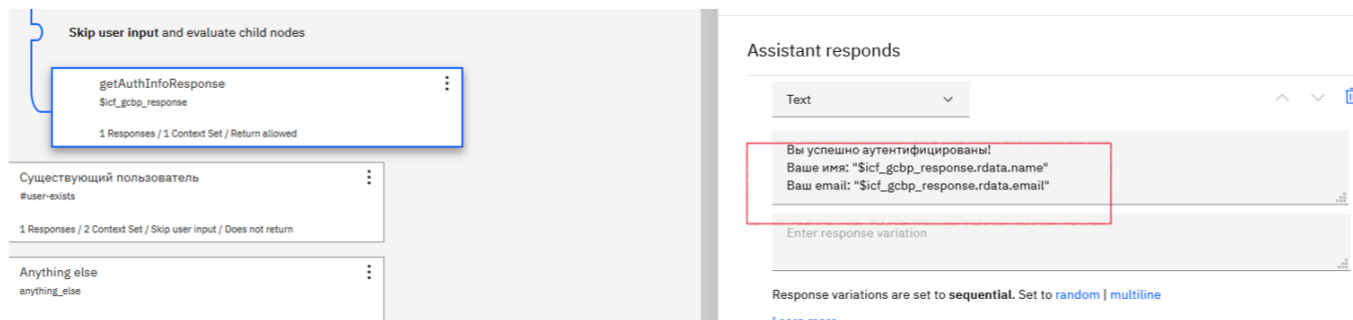 Skip user input and evaluate child nodes
getAuthInfoResponse
$icf_gcbp_response
1 Responses / 1 Context Set / Return allowed
Существующий пользователь
#user-exists
1 Responses / 2 Context Set / Skip user input / Does not return
Anything else
anything_else
Assistant responds
Text
Вы успешно аутентифицированы!
Ваше имя: "$icf_gcbp_response.rdata.name"
Ваш email: "$icf_gcbp_response.rdata.email"
Enter response variation
Response variations are set to sequential. Set to random | multiline